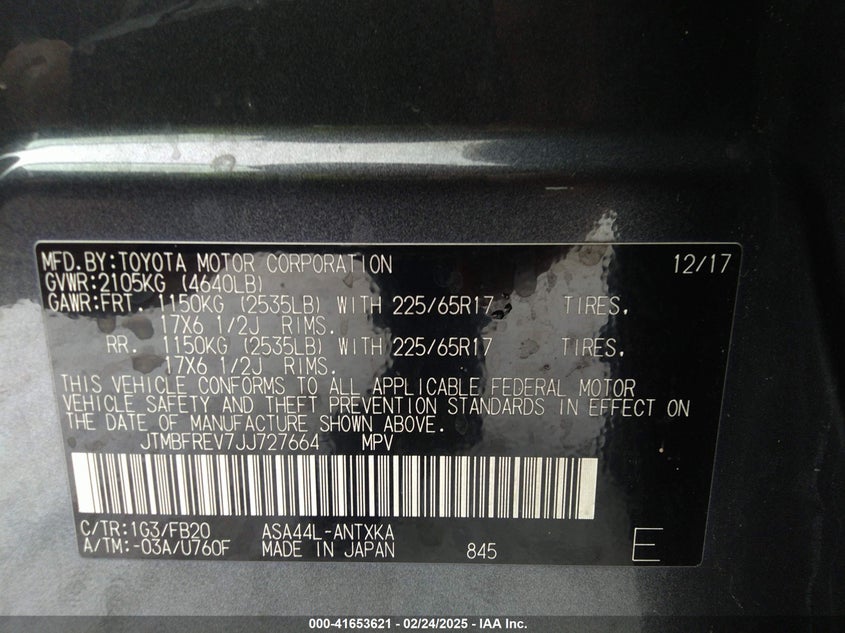 MFD.BY:TOYOTA MOTOR CORPORATION 12/17
GVWR:2105KG (4640LB)
GAWR:FRT. 1150KG (2535LB) WITH 225/65R17 TIRES,
17X6 1/2J RIMS.
RR. 1150KG (2535LB) WITH 225/65R17 TIRES,
17X6 1/2J RIMS.
THIS VEHICLE CONFORMS TO ALL APPLICABLE FEDERAL MOTOR
VEHICLE SAFETY AND THEFT PREVENTION STANDARDS IN EFFECT ON
THE DATE OF MANUFACTURE SHOWN ABOVE.
JTMBFREV7JJ727664 MPV
C/TR:1G3/FB20 ASA44L-ANTXKA
A/TM:-03A/U760F MADE IN JAPAN 845 E
000-41653621 / 02/24/2025 — IAA Inc.